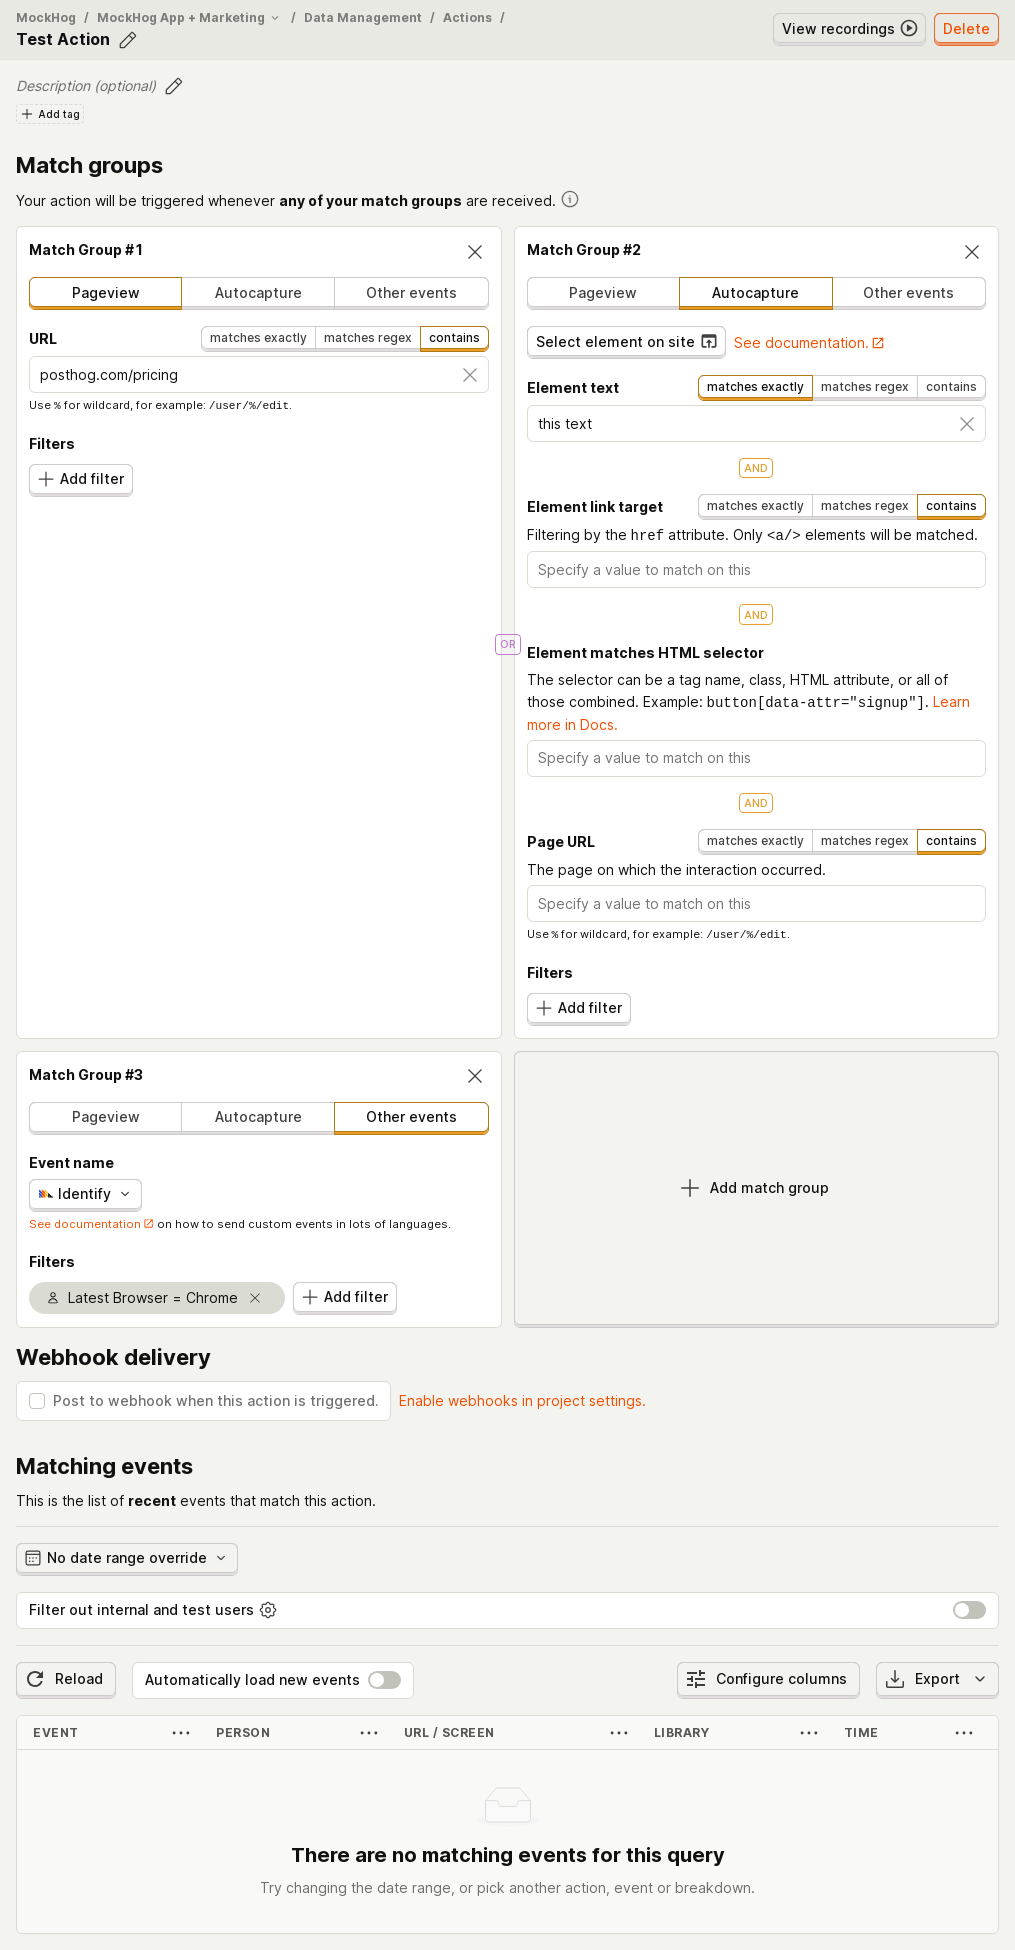 MockHog / MockHog App + Marketing / Data Management / Actions /
Test Action
View recordings
Delete
Description (optional)
Add tag
Match groups
Your action will be triggered whenever any of your match groups are received.
Match Group #1
Pageview Autocapture Other events
URL matches exactly matches regex contains
posthog.com/pricing
Use % for wildcard, for example: /user/%/edit.
Filters
Add filter
OR
Match Group #2
Pageview Autocapture Other events
Select element on site See documentation.
Element text matches exactly matches regex contains
this text
AND
Element link target matches exactly matches regex contains
Filtering by the href attribute. Only <a/> elements will be matched.
Specify a value to match on this
AND
Element matches HTML selector
The selector can be a tag name, class, HTML attribute, or all of
those combined. Example: button[data-attr="signup"]. Learn
more in Docs.
Specify a value to match on this
AND
Page URL matches exactly matches regex contains
The page on which the interaction occurred.
Specify a value to match on this
Use % for wildcard, for example: /user/%/edit.
Filters
Add filter
Match Group #3
Pageview Autocapture Other events
Event name
Identify
See documentation on how to send custom events in lots of languages.
Filters
Latest Browser = Chrome Add filter
Add match group
Webhook delivery
Post to webhook when this action is triggered. Enable webhooks in project settings.
Matching events
This is the list of recent events that match this action.
No date range override
Filter out internal and test users
Reload Automatically load new events Configure columns Export
EVENT PERSON URL / SCREEN LIBRARY TIME
There are no matching events for this query
Try changing the date range, or pick another action, event or breakdown.